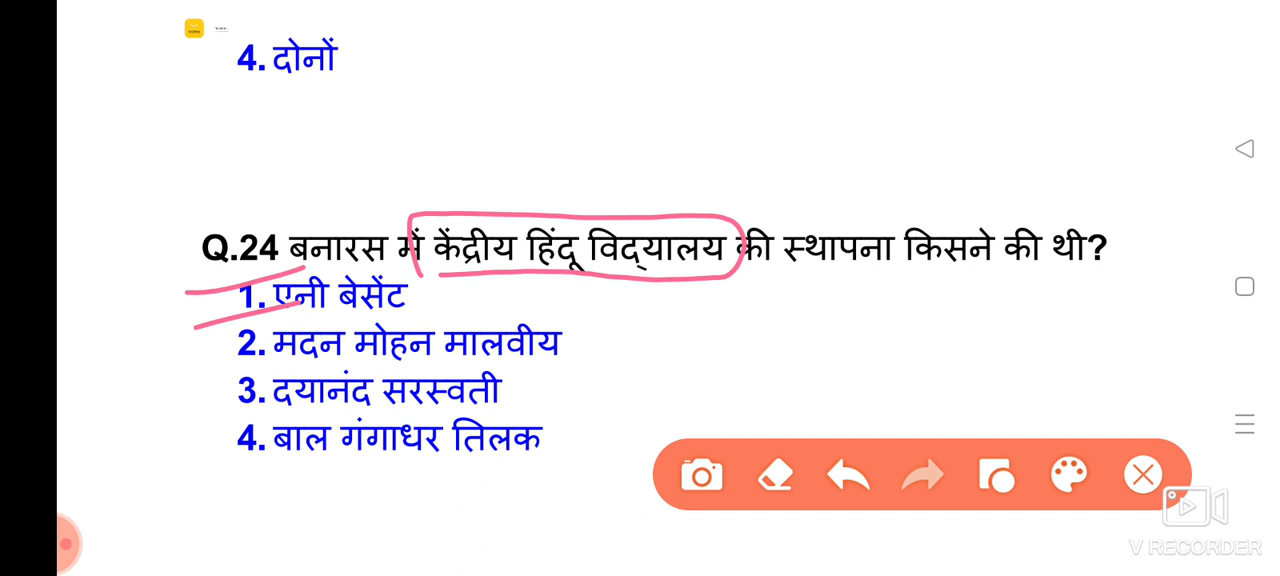 4. दोनों
Q.24 बनारस में केंद्रीय हिंदू विद्यालय की स्थापना किसने की थी?
1. एनी बेसेंट
2. मदन मोहन मालवीय
3. दयानंद सरस्वती
4. बाल गंगाधर तिलक
V RECORDER